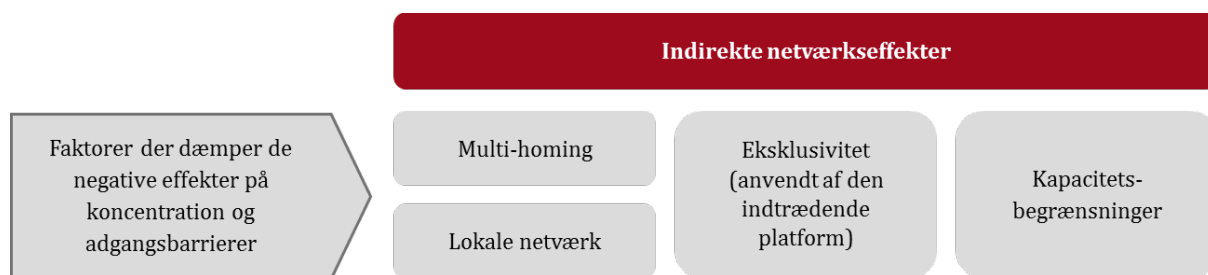 Indirekte netværkseffekter
Faktorer der dæmper de
negative effekter på
koncentration og
adgangsbarrierer
Multi-homing
Lokale netværk
Eksklusivitet
(anvendt af den
indtrædende
platform)
Kapacitets-
begrænsninger